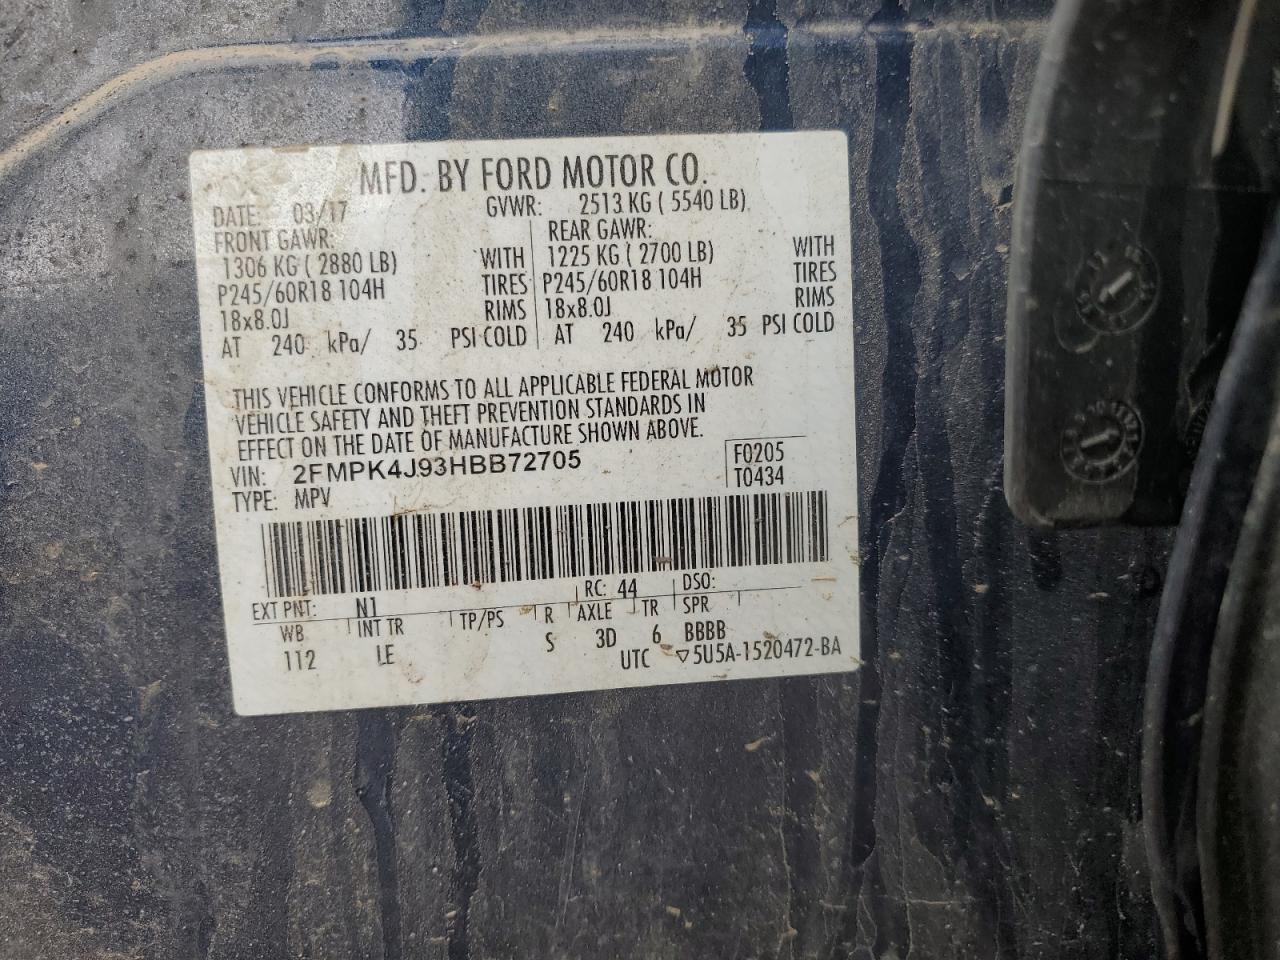 MFD. BY FORD MOTOR CO.
DATE: 03/17 GVWR: 2513 KG ( 5540 LB)
FRONT GAWR: REAR GAWR:
1306 KG ( 2880 LB) WITH 1225 KG ( 2700 LB) WITH
P245/60R18 104H TIRES P245/60R18 104H TIRES
18x8.0J RIMS 18x8.0J RIMS
AT 240 kPa/ 35 PSI COLD AT 240 kPa/ 35 PSI COLD
THIS VEHICLE CONFORMS TO ALL APPLICABLE FEDERAL MOTOR
VEHICLE SAFETY AND THEFT PREVENTION STANDARDS IN
EFFECT ON THE DATE OF MANUFACTURE SHOWN ABOVE.
VIN: 2FMPK4J93HBB72705 F0205
TYPE: MPV T0434
EXT PNT: N1 RC: 44 DSO:
WB INT TR TP/PS R AXLE TR SPR
112 LE S 3D 6 BBBB
UTC ▽5U5A-1520472-BA